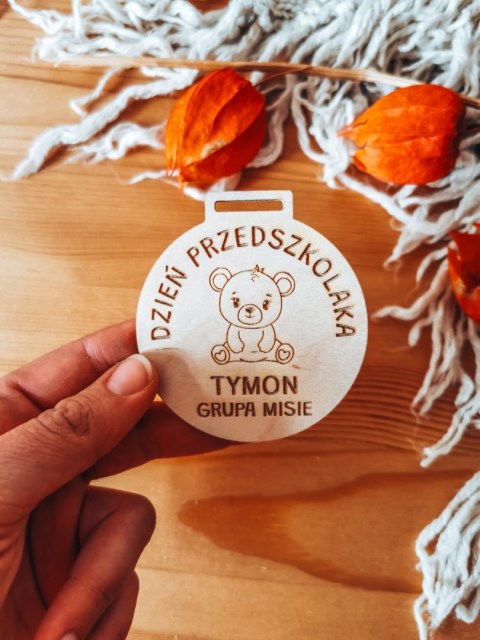 DZIEŃ PRZEDSZKOLAKA
TYMON
GRUPA MISIE